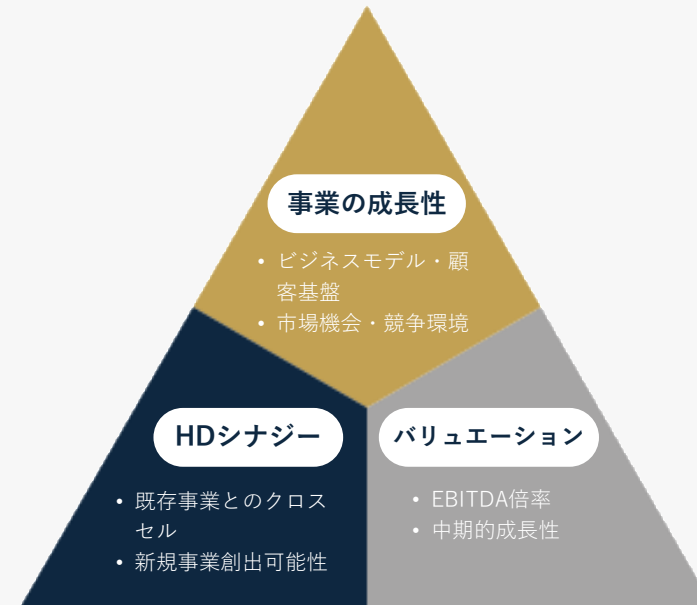 事業の成長性
• ビジネスモデル・顧
客基盤
• 市場機会・競争環境
HDシナジー
• 既存事業とのクロス
セル
• 新規事業創出可能性
バリュエーション
• EBITDA倍率
• 中期的成長性